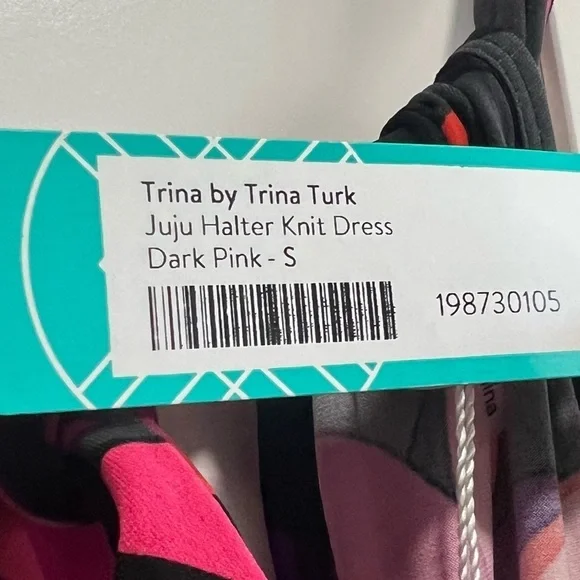 Trina by Trina Turk
Juju Halter Knit Dress
Dark Pink - S
198730105